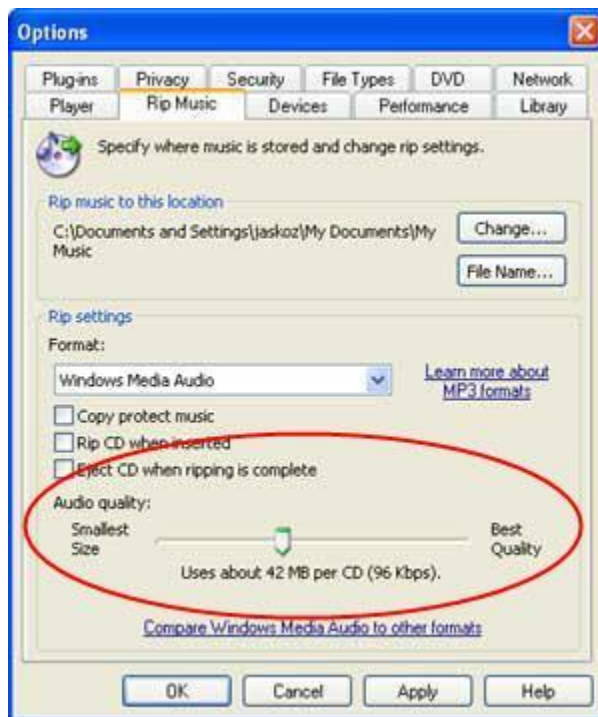 Options
Plug-ins Privacy Security File Types DVD Network
Player Rip Music Devices Performance Library
Specify where music is stored and change rip settings.
Rip music to this location
C:\Documents and Settings\jaskoz\My Documents\My
Music
Change...
File Name...
Rip settings
Format:
Windows Media Audio
Learn more about
MP3 formats
Copy protect music
Rip CD when inserted
Eject CD when ripping is complete
Audio quality:
Smallest
Size
Best
Quality
Uses about 42 MB per CD (96 Kbps).
Compare Windows Media Audio to other formats
OK Cancel Apply Help